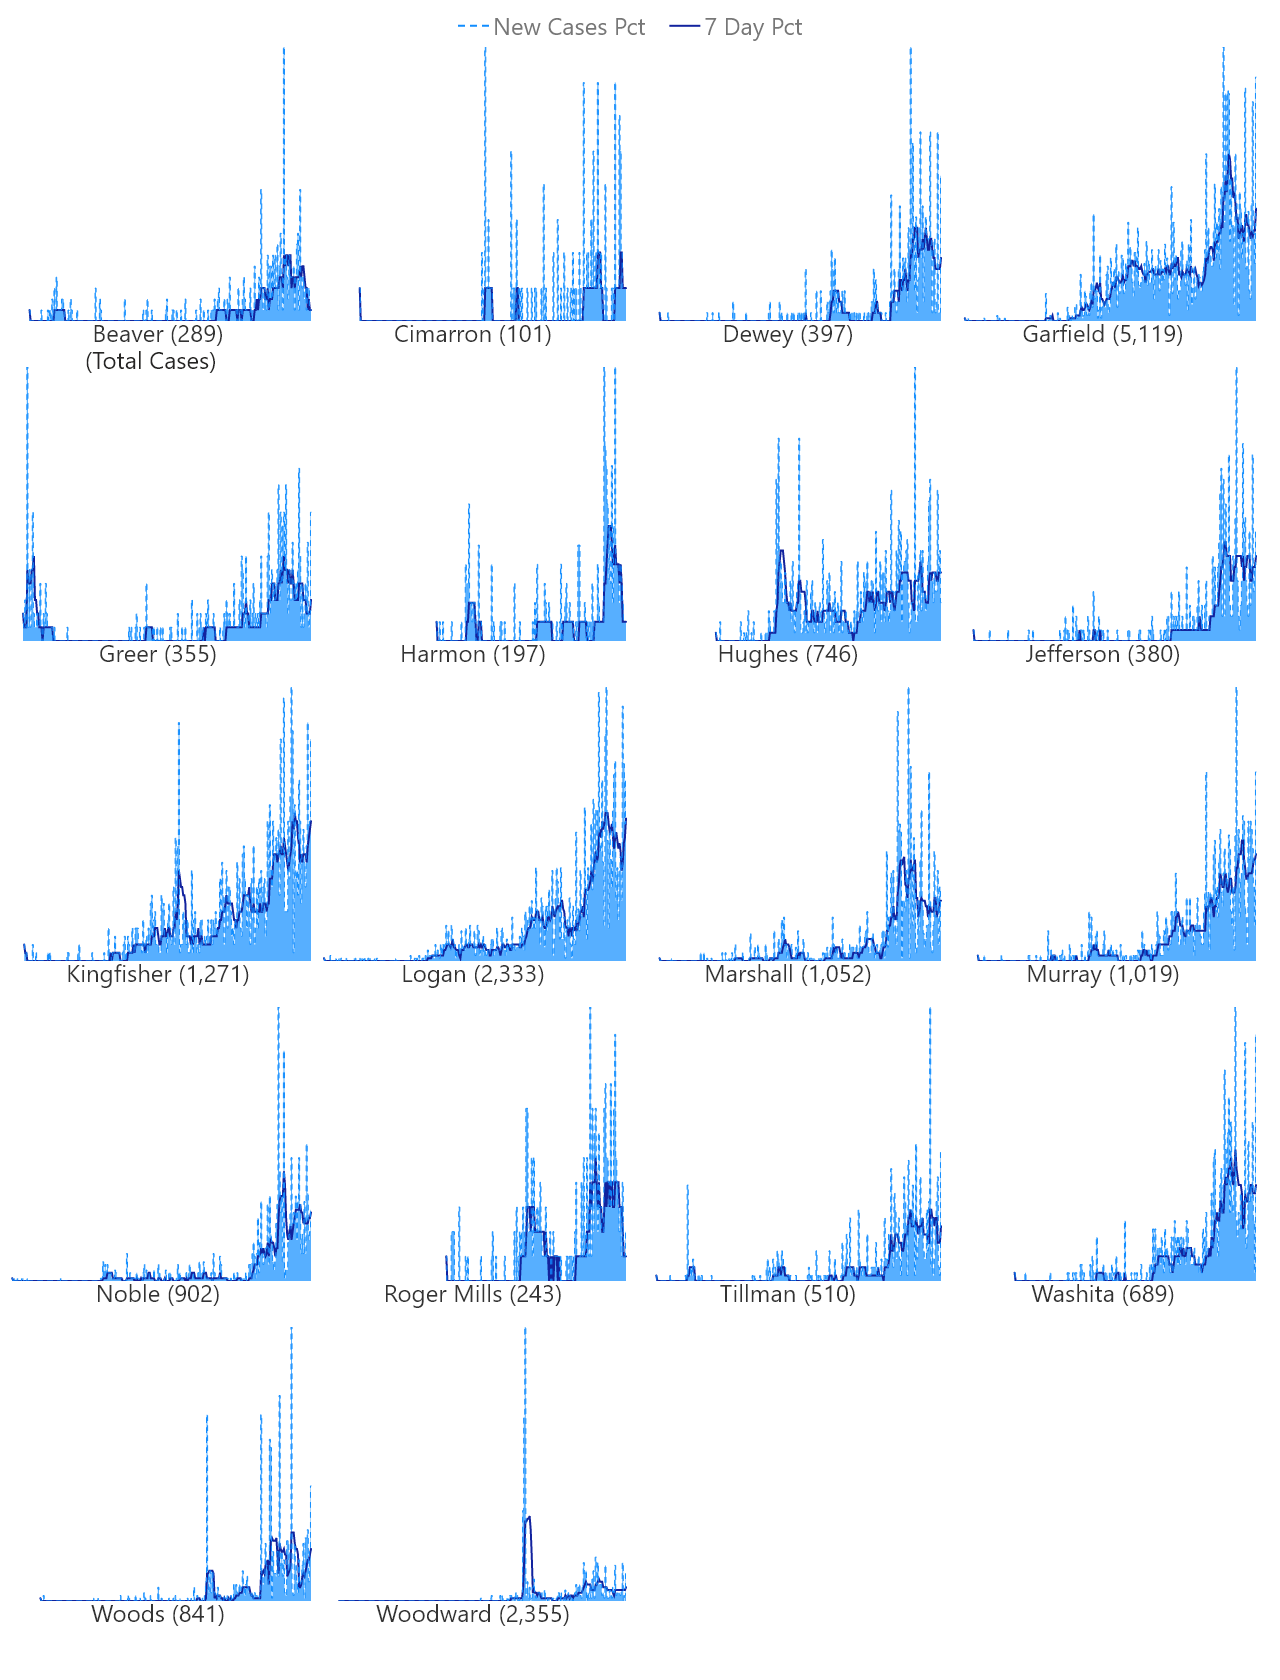 New Cases Pct 7 Day Pct
Beaver (289) Cimarron (101) Dewey (397) Garfield (5,119)
(Total Cases)
Greer (355) Harmon (197) Hughes (746) Jefferson (380)
Kingfisher (1,271) Logan (2,333) Marshall (1,052) Murray (1,019)
Noble (902) Roger Mills (243) Tillman (510) Washita (689)
Woods (841) Woodward (2,355)